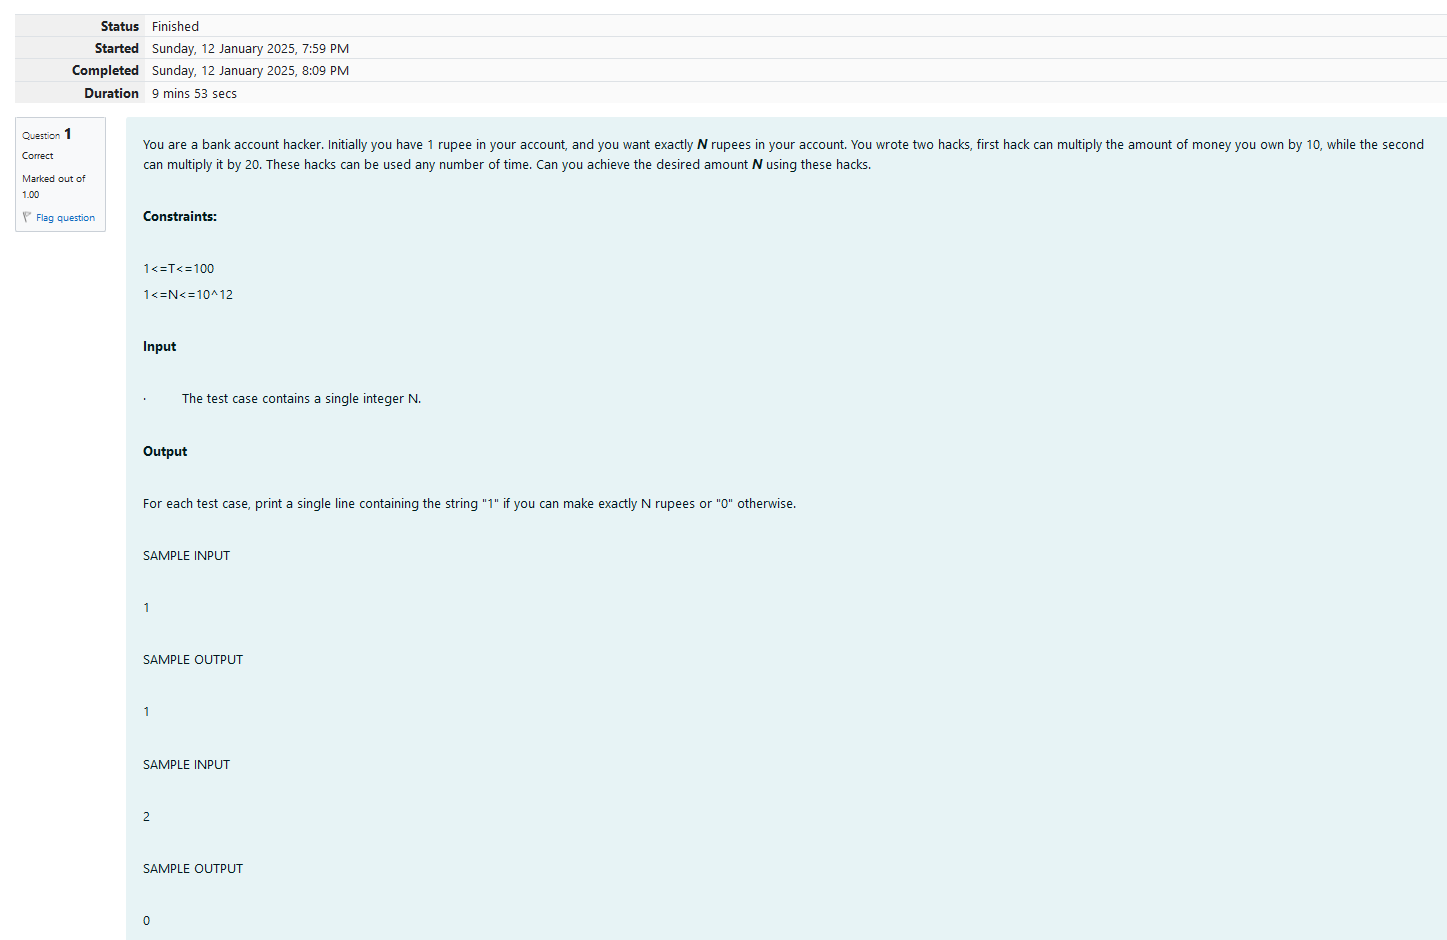 Status Finished
Started Sunday, 12 January 2025, 7:59 PM
Completed Sunday, 12 January 2025, 8:09 PM
Duration 9 mins 53 secs
Question 1
Correct
Marked out of
1.00
Flag question
You are a bank account hacker. Initially you have 1 rupee in your account, and you want exactly N rupees in your account. You wrote two hacks, first hack can multiply the amount of money you own by 10, while the second
can multiply it by 20. These hacks can be used any number of time. Can you achieve the desired amount N using these hacks.
Constraints:
1<=T<=100
1<=N<=10^12
Input
· The test case contains a single integer N.
Output
For each test case, print a single line containing the string "1" if you can make exactly N rupees or "0" otherwise.
SAMPLE INPUT
1
SAMPLE OUTPUT
1
SAMPLE INPUT
2
SAMPLE OUTPUT
0